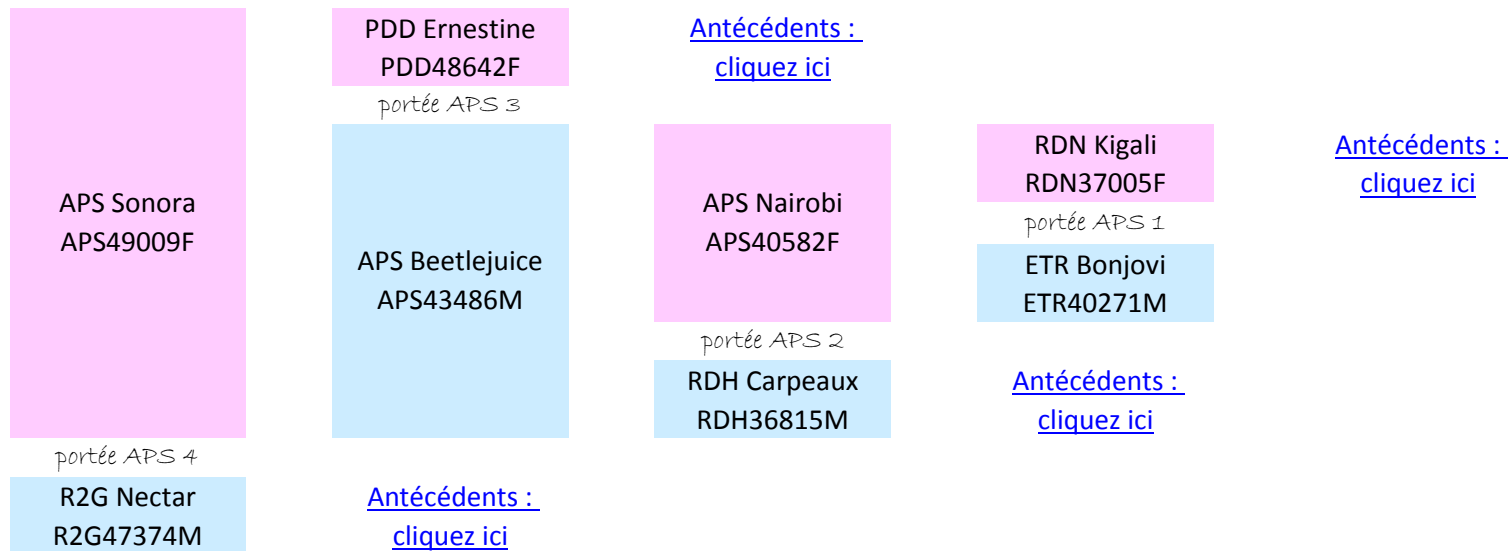 PDD Ernestine
PDD48642F
Antécédents :
cliquez ici
portée APS 3
APS Sonora
APS49009F
APS Beetlejuice
APS43486M
APS Nairobi
APS40582F
RDN Kigali
RDN37005F
Antécédents :
cliquez ici
portée APS 1
ETR Bonjovi
ETR40271M
portée APS 2
RDH Carpeaux
RDH36815M
Antécédents :
cliquez ici
portée APS 4
R2G Nectar
R2G47374M
Antécédents :
cliquez ici